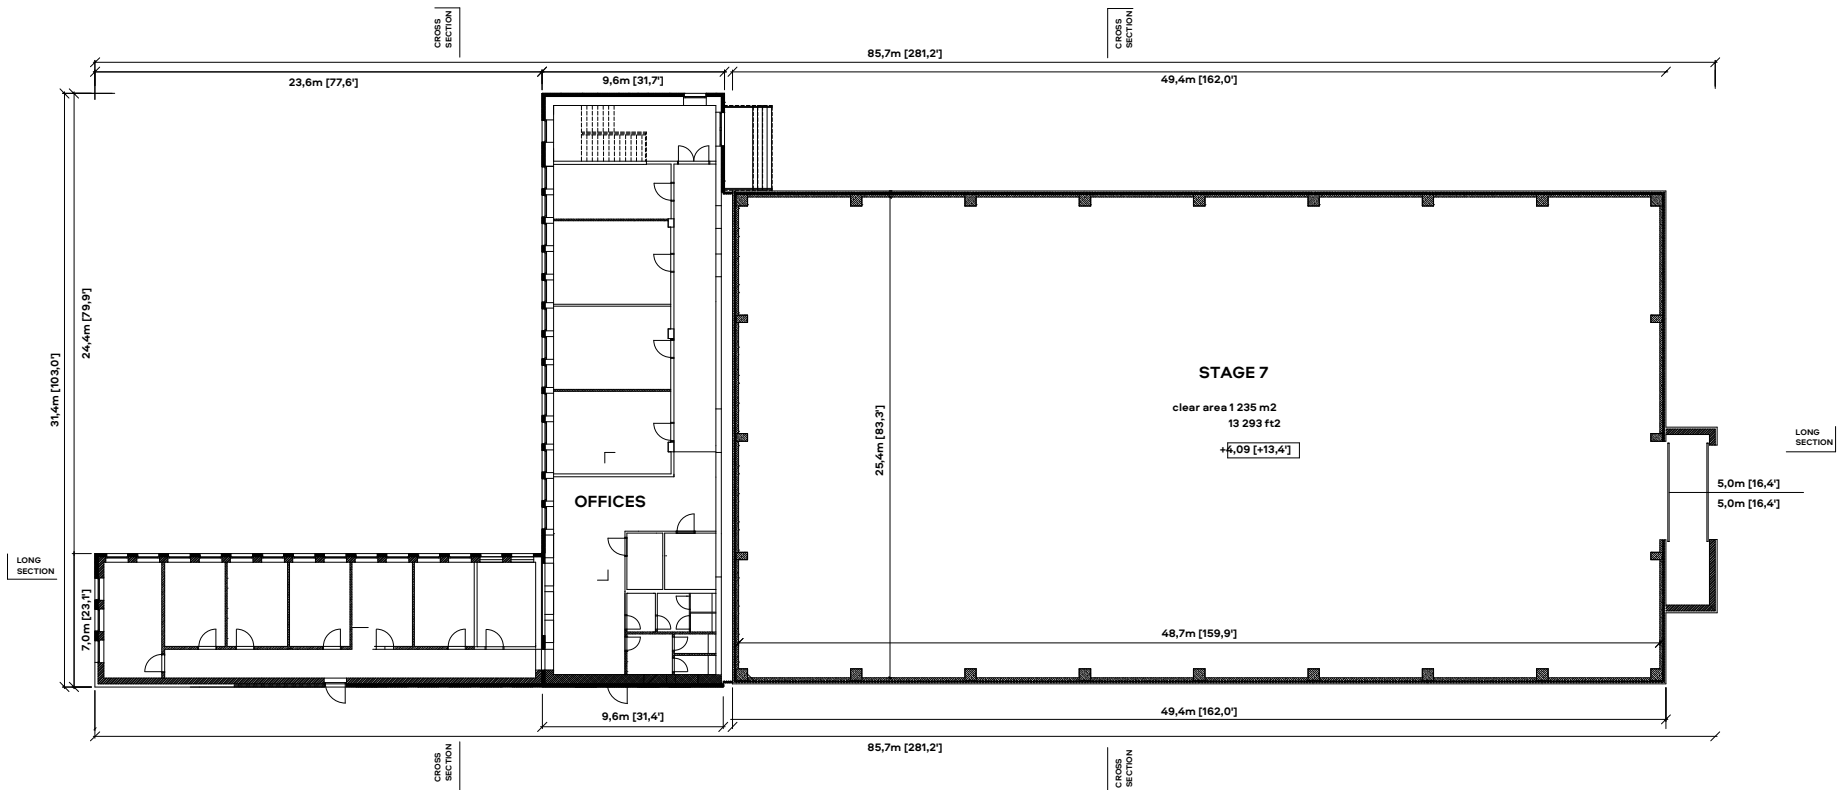 CROSS
SECTION
CROSS
SECTION
85,7m [281,2']
23,6m [77,6']
9,6m [31,7']
49,4m [162,0']
24,4m [79,9']
31,4m [103,0']
STAGE 7
clear area 1 235 m2
13 293 ft2
+4,09 [+13,4']
25,4m [83,3']
LONG
SECTION
5,0m [16,4']
5,0m [16,4']
OFFICES
LONG
SECTION
7,0m [23,1']
48,7m [159,9']
9,6m [31,4']
49,4m [162,0']
85,7m [281,2']
CROSS
SECTION
CROSS
SECTION